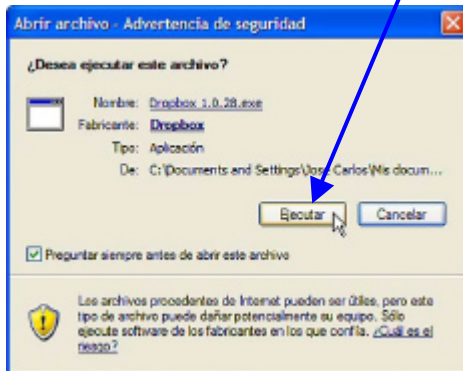 Abrir archivo - Advertencia de seguridad
¿Desea ejecutar este archivo?
Nombre: Dropbox 1.0.28.exe
Fabricante: Dropbox
Tipo: Aplicación
De: C:\Documents and Settings\José Carlos\Mis docum...
Ejecutar Cancelar
Preguntar siempre antes de abrir este archivo
Los archivos procedentes de Internet pueden ser útiles, pero este
tipo de archivo puede dañar potencialmente su equipo. Sólo
ejecute software de los fabricantes en los que confía. ¿Cuál es el
riesgo?